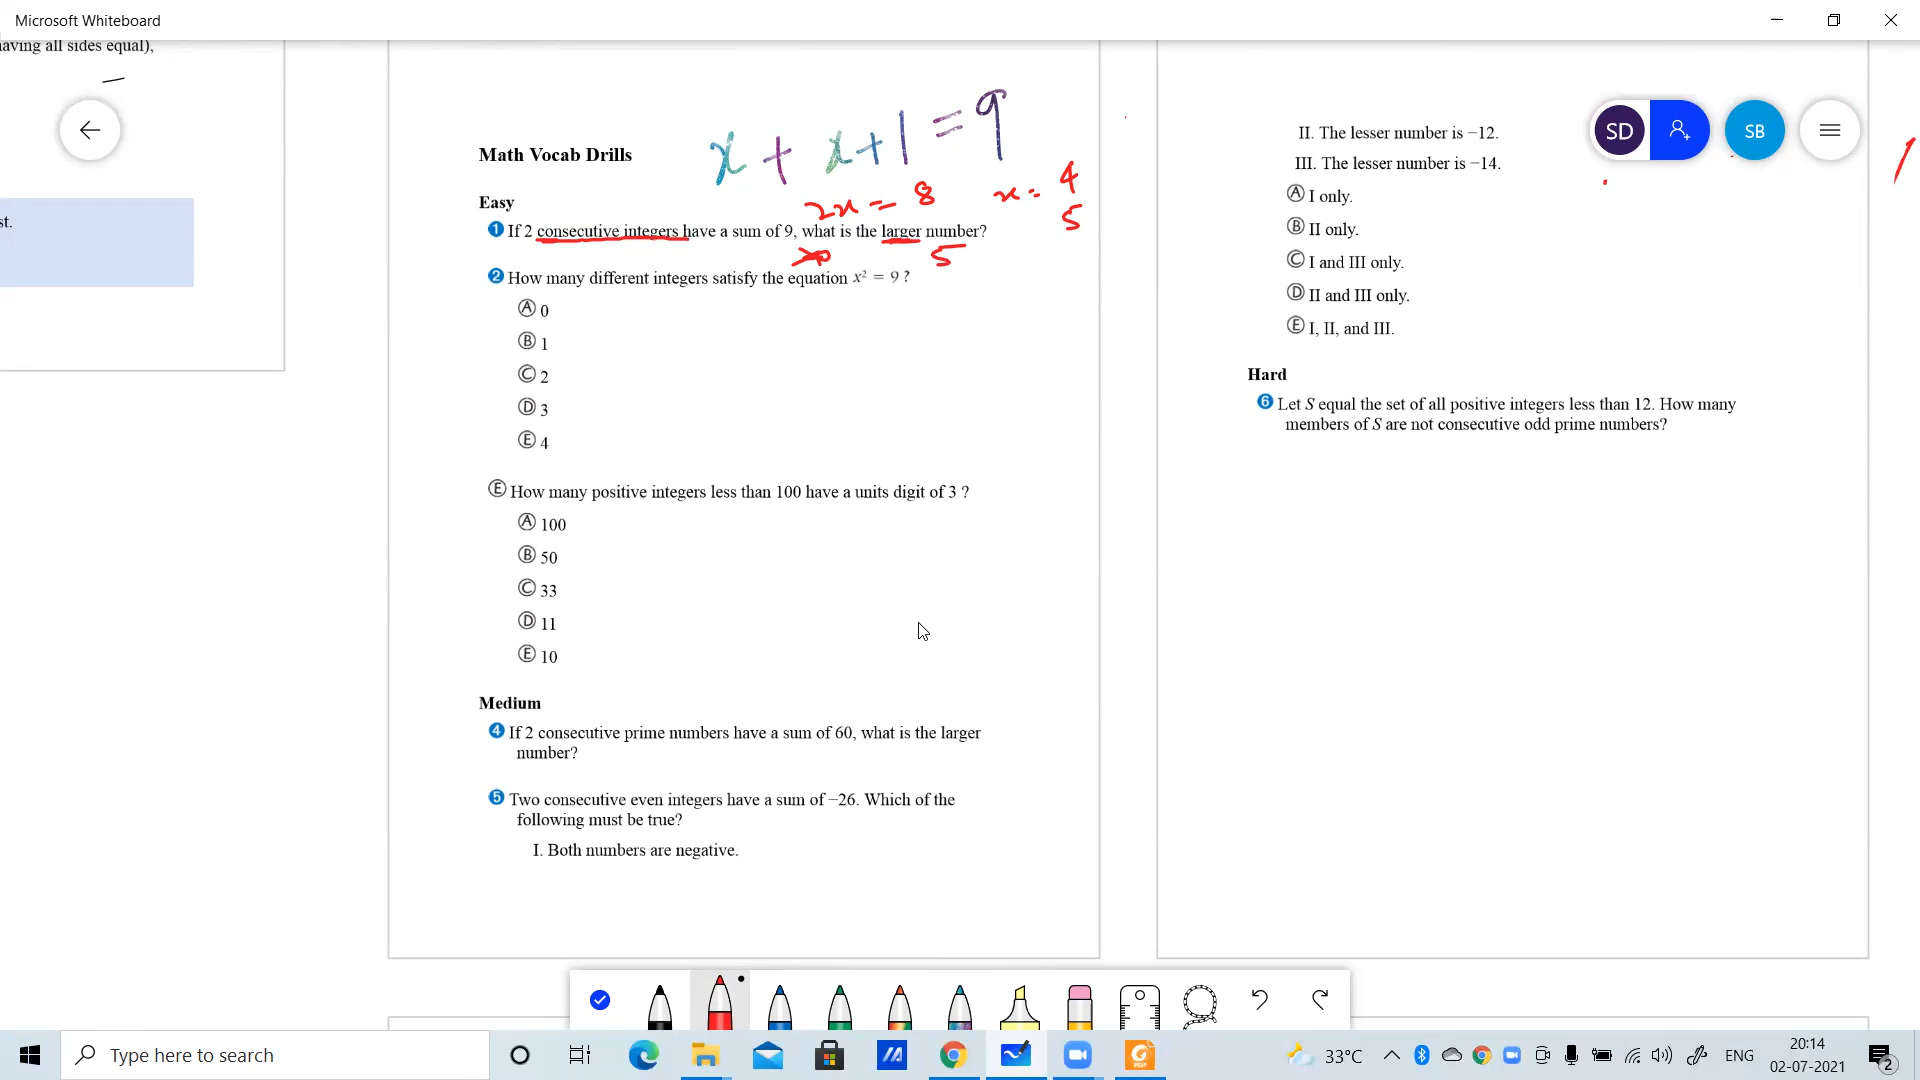 Microsoft Whiteboard
having all sides equal),
st.
Math Vocab Drills
x + x+1 = 9
2x = 8
x = 4
5
Easy
1 If 2 consecutive integers have a sum of 9, what is the larger number?
5
2 How many different integers satisfy the equation x² = 9 ?
A 0
B 1
C 2
D 3
E 4
E How many positive integers less than 100 have a units digit of 3 ?
A 100
B 50
C 33
D 11
E 10
Medium
4 If 2 consecutive prime numbers have a sum of 60, what is the larger
number?
5 Two consecutive even integers have a sum of −26. Which of the
following must be true?
I. Both numbers are negative.
II. The lesser number is −12.
III. The lesser number is −14.
A I only.
B II only.
C I and III only.
D II and III only.
E I, II, and III.
Hard
6 Let S equal the set of all positive integers less than 12. How many
members of S are not consecutive odd prime numbers?
SD
SB
Type here to search
33°C
ENG
20:14
02-07-2021
2